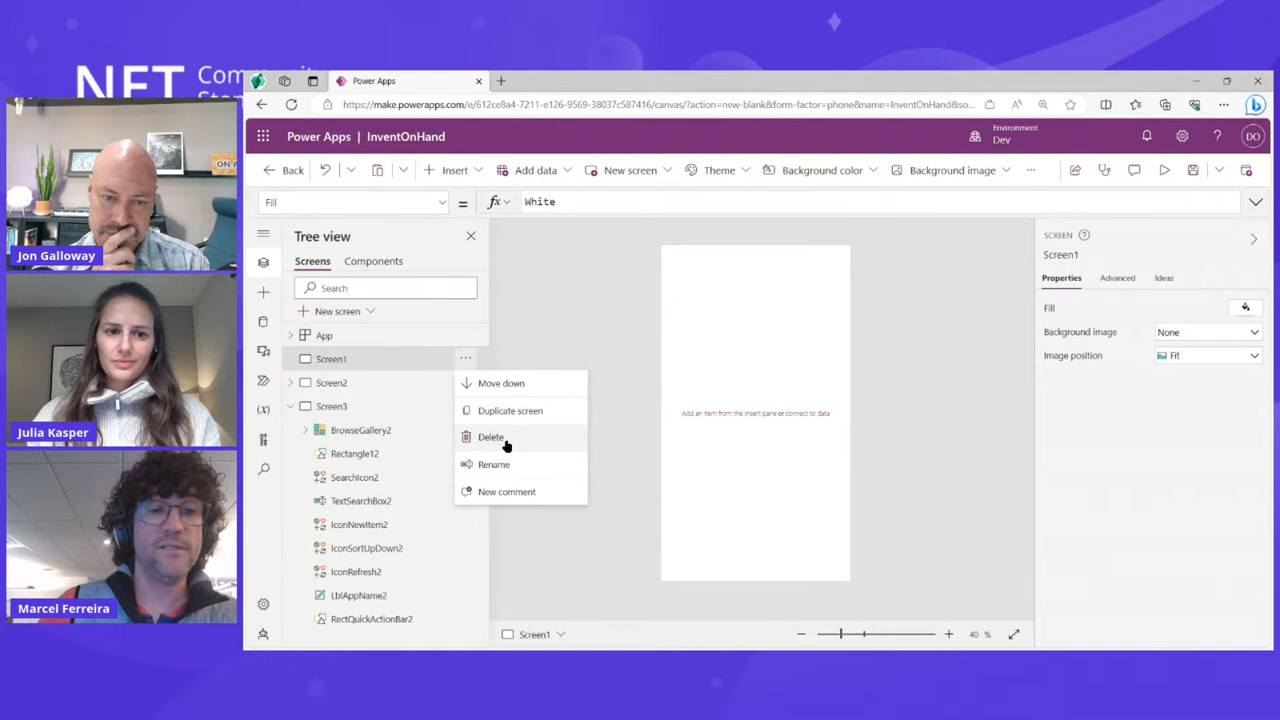 NET Community
Jon Galloway
Julia Kasper
Marcel Ferreira
Power Apps
https://make.powerapps.com/e/612ce8a4-7211-e126-9569-38037c587416/canvas/?action=new-blank&form-factor=phone&name=InventOnHand&so...
Power Apps | InventOnHand
Environment
Dev
DO
Back
Insert
Add data
New screen
Theme
Background color
Background image
Fill
= fx White
Tree view
Screens
Components
Search
New screen
App
Screen1
Screen2
Screen3
BrowseGallery2
Rectangle12
SearchIcon2
TextSearchBox2
IconNewItem2
IconSortUpDown2
IconRefresh2
LblAppName2
RectQuickActionBar2
Move down
Duplicate screen
Delete
Rename
New comment
Add an item from the Insert pane or connect to data
Screen1
40 %
SCREEN
Screen1
Properties
Advanced
Ideas
Fill
Background image
None
Image position
Fit